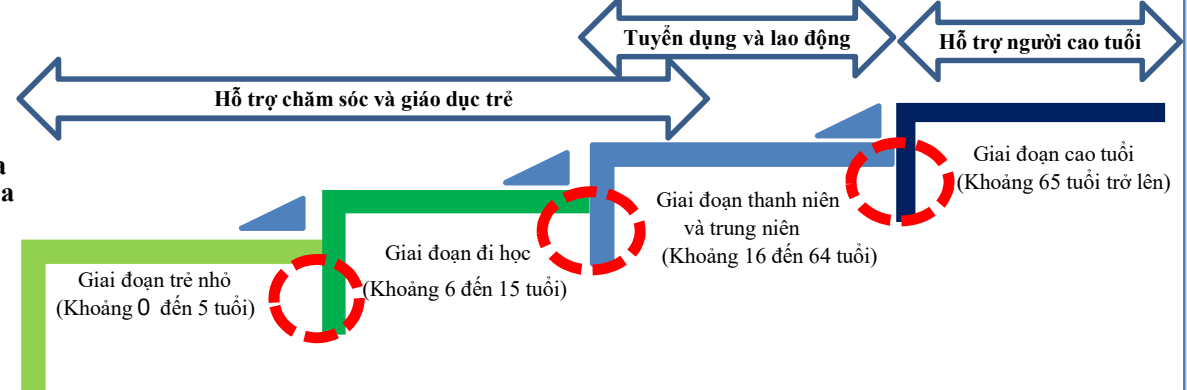 Tuyển dụng và lao động
Hỗ trợ người cao tuổi
Hỗ trợ chăm sóc và giáo dục trẻ
a
a
Giai đoạn cao tuổi
(Khoảng 65 tuổi trở lên)
Giai đoạn thanh niên
và trung niên
(Khoảng 16 đến 64 tuổi)
Giai đoạn đi học
(Khoảng 6 đến 15 tuổi)
Giai đoạn trẻ nhỏ
(Khoảng 0 đến 5 tuổi)